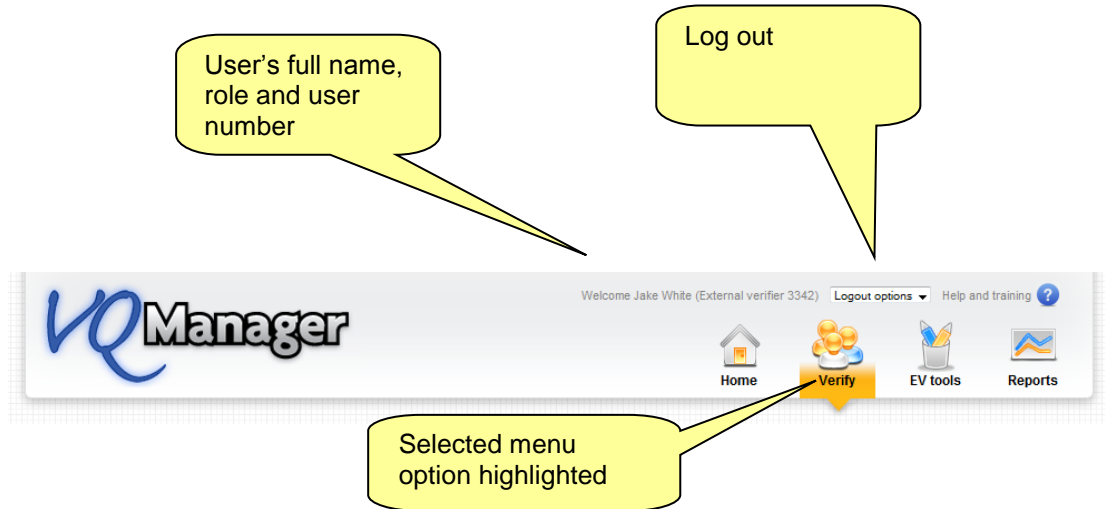 Log out
User's full name,
role and user
number
Welcome Jake White (External verifier 3342) Logout options Help and training ?
VQManager
Home Verify EV tools Reports
Selected menu
option highlighted